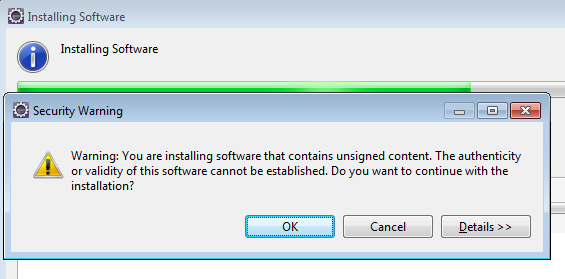 Installing Software
Installing Software
Security Warning
Warning: You are installing software that contains unsigned content. The authenticity
or validity of this software cannot be established. Do you want to continue with the
installation?
OK Cancel Details >>